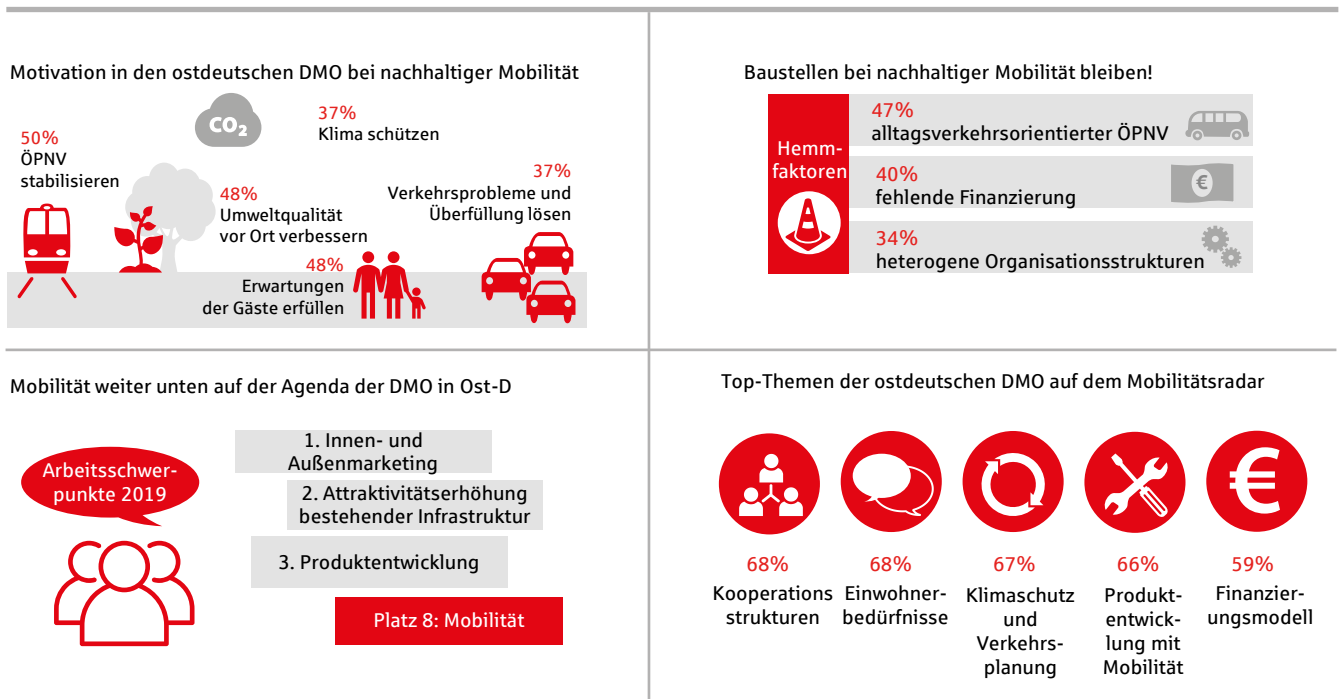 Motivation in den ostdeutschen DMO bei nachhaltiger Mobilität
CO2
37%
Klima schützen
50%
ÖPNV
stabilisieren
48%
Umweltqualität
vor Ort verbessern
37%
Verkehrsprobleme und
Überfüllung lösen
48%
Erwartungen
der Gäste erfüllen
Baustellen bei nachhaltiger Mobilität bleiben!
Hemm-
faktoren
47%
alltagsverkehrsorientierter ÖPNV
40%
fehlende Finanzierung
€
34%
heterogene Organisationsstrukturen
Mobilität weiter unten auf der Agenda der DMO in Ost-D
Arbeitsschwer-
punkte 2019
1. Innen- und
Außenmarketing
2. Attraktivitätserhöhung
bestehender Infrastruktur
3. Produktentwicklung
Platz 8: Mobilität
Top-Themen der ostdeutschen DMO auf dem Mobilitätsradar
€
68%
Kooperations
strukturen
68%
Einwohner-
bedürfnisse
67%
Klimaschutz
und
Verkehrs-
planung
66%
Produkt-
entwick-
lung mit
Mobilität
59%
Finanzier-
ungsmodell